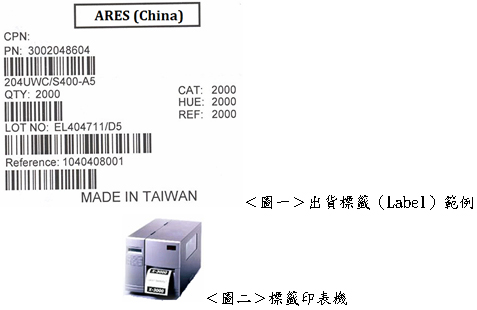 ARES (China)
CPN:
PN: 3002048604
204UWC/S400-A5
QTY: 2000
CAT: 2000
HUE: 2000
REF: 2000
LOT NO: EL404711/D5
Reference: 1040408001
MADE IN TAIWAN
＜圖一＞出貨標籤（Label）範例
E-3000
E-3000
＜圖二＞標籤印表機